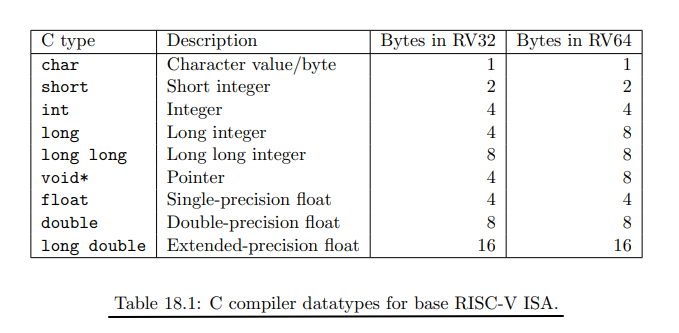 C type Description Bytes in RV32 Bytes in RV64
char Character value/byte 1 1
short Short integer 2 2
int Integer 4 4
long Long integer 4 8
long long Long long integer 8 8
void* Pointer 4 8
float Single-precision float 4 4
double Double-precision float 8 8
long double Extended-precision float 16 16
Table 18.1: C compiler datatypes for base RISC-V ISA.